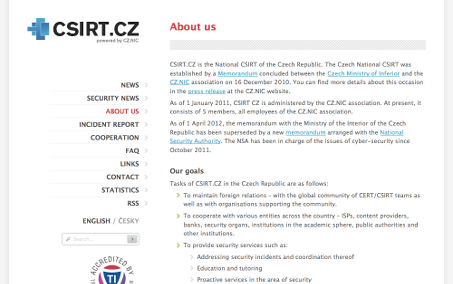 CSIRT.CZ
powered by CZ.NIC
NEWS
SECURITY NEWS
ABOUT US
INCIDENT REPORT
COOPERATION
FAQ
LINKS
CONTACT
STATISTICS
RSS
ENGLISH / ČESKY
Search...
ACCREDITED BY
TI
About us
CSIRT.CZ is the National CSIRT of the Czech Republic. The Czech National CSIRT was
established by a Memorandum concluded between the Czech Ministry of Inferior and the
CZ.NIC association on 16 December 2010. You can find more details about this occasion
in the press release at the CZ.NIC website.
As of 1 January 2011, CSIRT CZ is administered by the CZ.NIC association. At present, it
consists of 5 members, all employees of the CZ.NIC association.
As of 1 April 2012, the memorandum with the Ministry of the Interior of the Czech
Republic has been superseded by a new memorandum arranged with the National
Security Authority. The NSA has been in charge of the issues of cyber-security since
October 2011.
Our goals
Tasks of CSIRT.CZ in the Czech Republic are as follows:
To maintain foreign relations – with the global community of CERT/CSIRT teams as
well as with organisations supporting the community.
To cooperate with various entities across the country – ISPs, content providers,
banks, security organs, institutions in the academic sphere, public authorities and
other institutions.
To provide security services such as:
Addressing security incidents and coordination thereof
Education and tutoring
Proactive services in the area of security